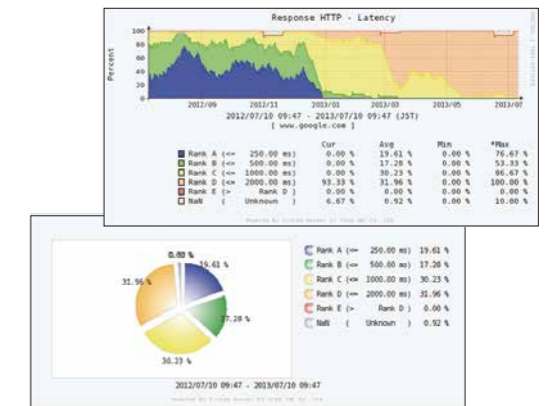 Response HTTP - Latency
Percent
100
80
60
40
20
0
2012/09 2012/11 2013/01 2013/03 2013/05 2013/07
2012/07/10 09:47 - 2013/07/10 09:47 (JST)
[ www.google.com ]
Cur Avg Min *Max
Rank A (<= 250.00 ms) 0.00 % 19.61 % 0.00 % 76.67 %
Rank B (<= 500.00 ms) 0.00 % 17.28 % 0.00 % 53.33 %
Rank C (<= 1000.00 ms) 0.00 % 30.23 % 0.00 % 86.67 %
Rank D (<= 2000.00 ms) 93.33 % 31.96 % 0.00 % 100.00 %
Rank E (> Rank D ) 0.00 % 0.00 % 0.00 % 0.00 %
NaN ( Unknown ) 6.67 % 0.92 % 0.00 % 10.00 %
19.61 %
17.28 %
30.23 %
31.96 %
Rank A (<= 250.00 ms) 19.61 %
Rank B (<= 500.00 ms) 17.28 %
Rank C (<= 1000.00 ms) 30.23 %
Rank D (<= 2000.00 ms) 31.96 %
Rank E (> Rank D ) 0.00 %
NaN ( Unknown ) 0.92 %
2012/07/10 09:47 - 2013/07/10 09:47